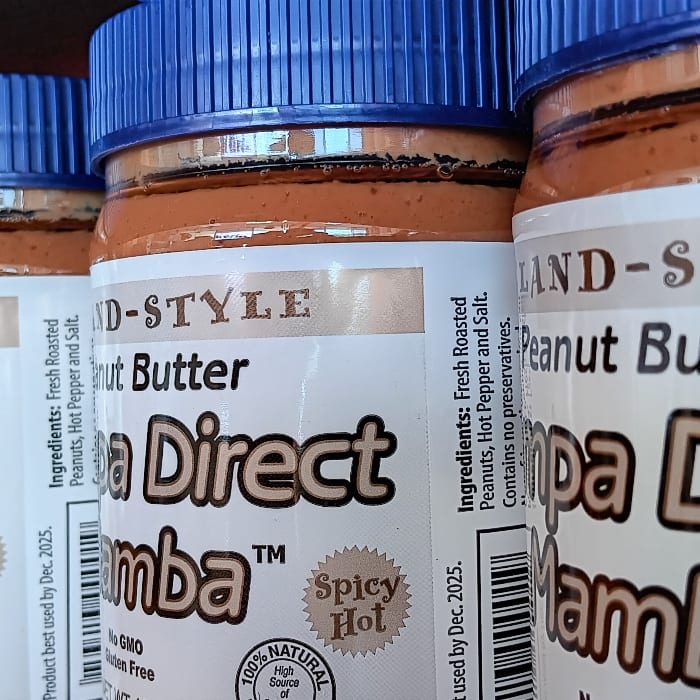 ND-STYLE
nut Butter
pa Direct
amba™
Spicy
Hot
No GMO
Gluten Free
100% NATURAL
High
Source
of
Ingredients: Fresh Roasted
Peanuts, Hot Pepper and Salt.
Product best used by Dec. 2025.
Ingredients: Fresh Roasted
Peanuts, Hot Pepper and Salt.
Contains no preservatives.
used by Dec. 2025.
LAND-S
Peanut Bu
mpa D
Mamb